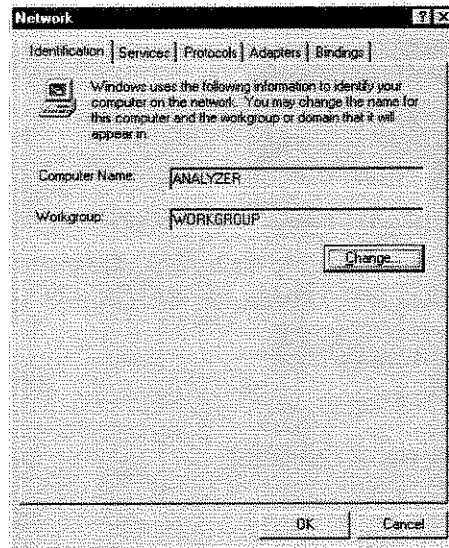 Network
Identification Services Protocols Adapters Bindings
Windows uses the following information to identify your
computer on the network. You may change the name for
this computer and the workgroup or domain that it will
appear in.
Computer Name: ANALYZER
Workgroup: WORKGROUP
Change...
OK Cancel